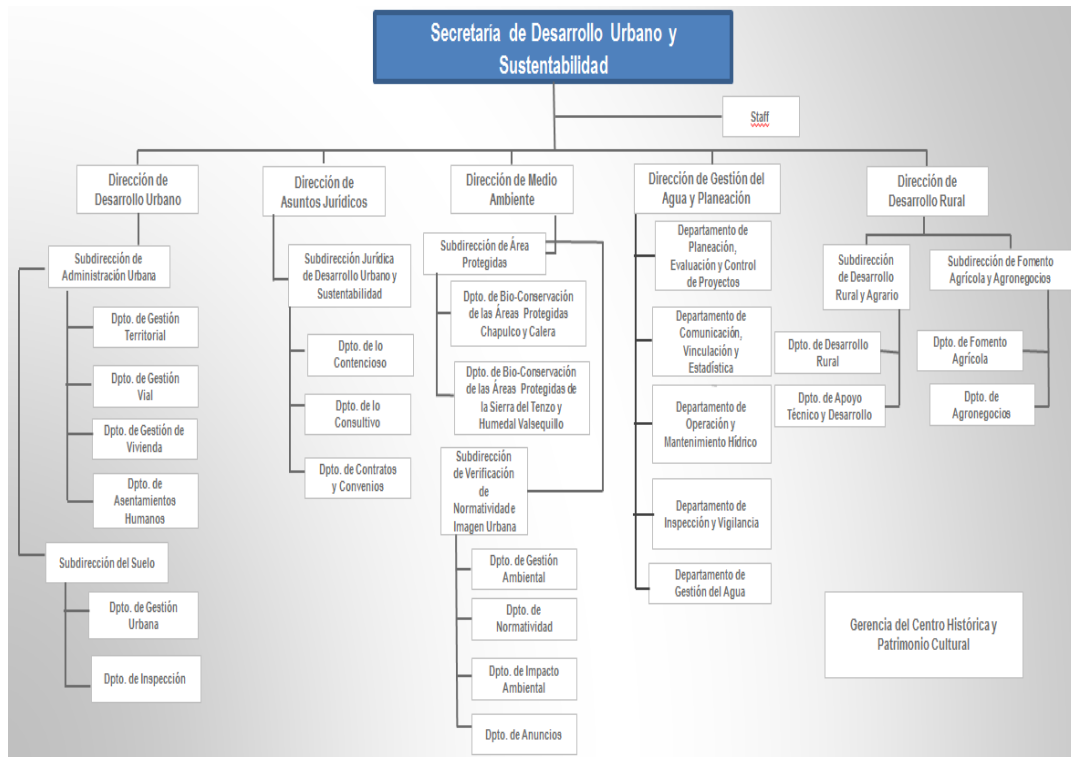 Secretaría de Desarrollo Urbano y
Sustentabilidad
Staff
Dirección de
Desarrollo Urbano
Dirección de
Asuntos Jurídicos
Dirección de Medio
Ambiente
Dirección de Gestión del
Agua y Planeación
Dirección de
Desarrollo Rural
Subdirección de
Administración Urbana
Dpto. de Gestión
Territorial
Dpto. de Gestión
Vial
Dpto. de Gestión de
Vivienda
Dpto. de
Asentamientos
Humanos
Subdirección del Suelo
Dpto. de Gestión
Urbana
Dpto. de Inspección
Subdirección Jurídica
de Desarrollo Urbano y
Sustentabilidad
Dpto. de lo
Contencioso
Dpto. de lo
Consultivo
Dpto. de Contratos
y Convenios
Subdirección de Área
Protegidas
Dpto. de Bio-Conservación
de las Áreas Protegidas
Chapulco y Calera
Dpto. de Bio-Conservación
de las Áreas Protegidas de
la Sierra del Tenzo y
Humedal Valsequillo
Subdirección
de Verificación
de
Normatividad e
Imagen Urbana
Dpto. de Gestión
Ambiental
Dpto. de
Normatividad
Dpto. de Impacto
Ambiental
Dpto. de Anuncios
Departamento de
Planeación,
Evaluación y Control
de Proyectos
Departamento de
Comunicación,
Vinculación y
Estadística
Departamento de
Operación y
Mantenimiento Hídrico
Departamento de
Inspección y Vigilancia
Departamento de
Gestión del Agua
Subdirección
de Desarrollo
Rural y Agrario
Dpto. de Desarrollo
Rural
Dpto. de Apoyo
Técnico y Desarrollo
Subdirección de Fomento
Agrícola y Agronegocios
Dpto. de Fomento
Agrícola
Dpto. de
Agronegocios
Gerencia del Centro Histórica y
Patrimonio Cultural